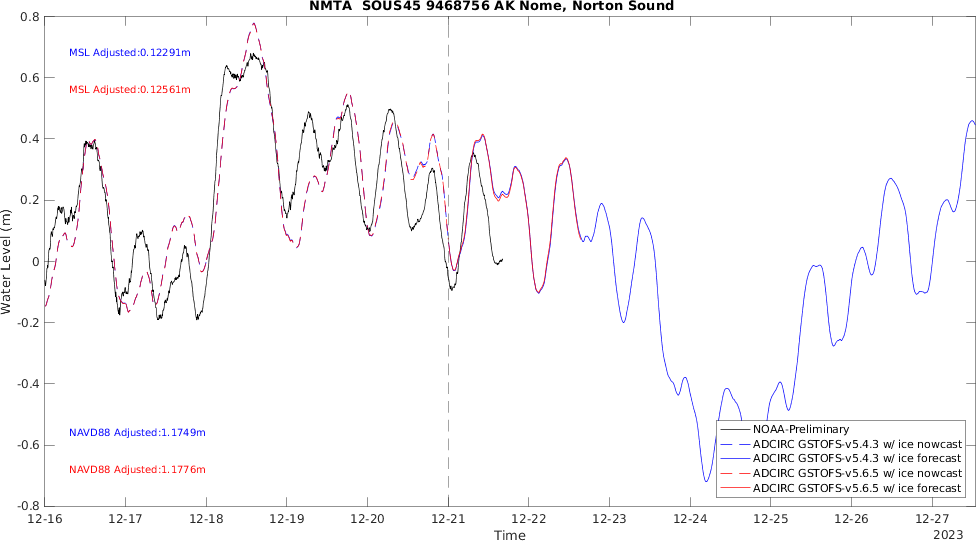 NMTA SOUS45 9468756 AK Nome, Norton Sound
0.8
MSL Adjusted:0.12291m
0.6
MSL Adjusted:0.12561m
0.4
0.2
Water Level (m)
0
-0.2
-0.4
NAVD88 Adjusted:1.1749m
NOAA-Preliminary
ADCIRC GSTOFS-v5.4.3 w/ ice nowcast
-0.6
ADCIRC GSTOFS-v5.4.3 w/ ice forecast
NAVD88 Adjusted:1.1776m
ADCIRC GSTOFS-v5.6.5 w/ ice nowcast
ADCIRC GSTOFS-v5.6.5 w/ ice forecast
-0.8
12-16 12-17 12-18 12-19 12-20 12-21 12-22 12-23 12-24 12-25 12-26 12-27
Time
2023